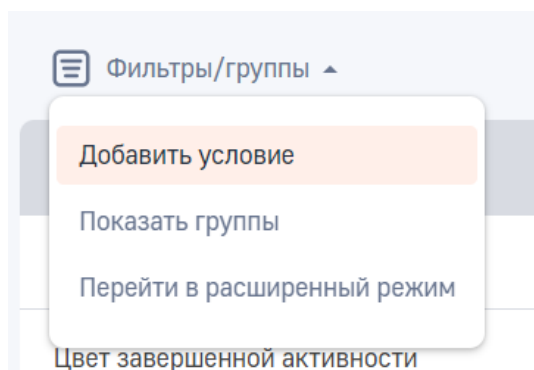 Фильтры/группы
Добавить условие
Показать группы
Перейти в расширенный режим
Цвет завершенной активности